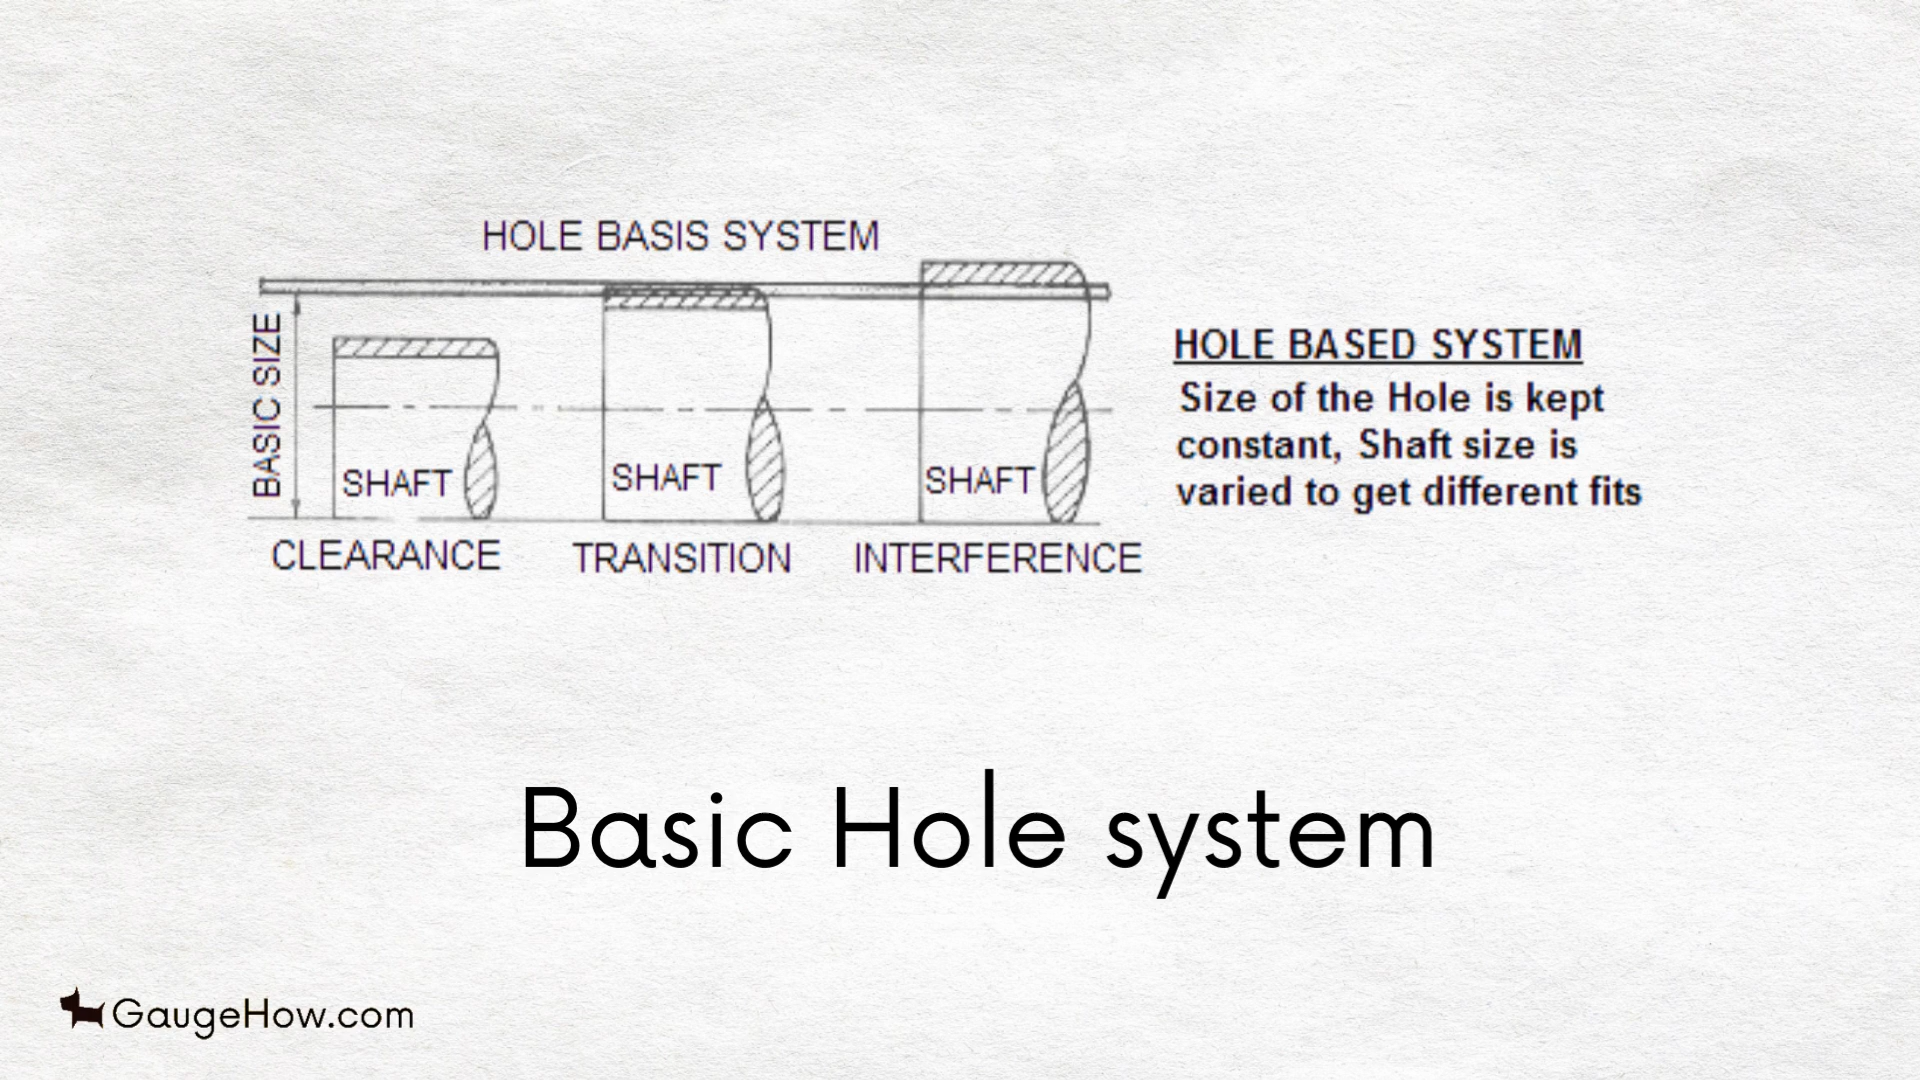 HOLE BASIS SYSTEM
BASIC SIZE
SHAFT
SHAFT
SHAFT
CLEARANCE
TRANSITION
INTERFERENCE
HOLE BASED SYSTEM
Size of the Hole is kept
constant, Shaft size is
varied to get different fits
Basic Hole system
GaugeHow.com